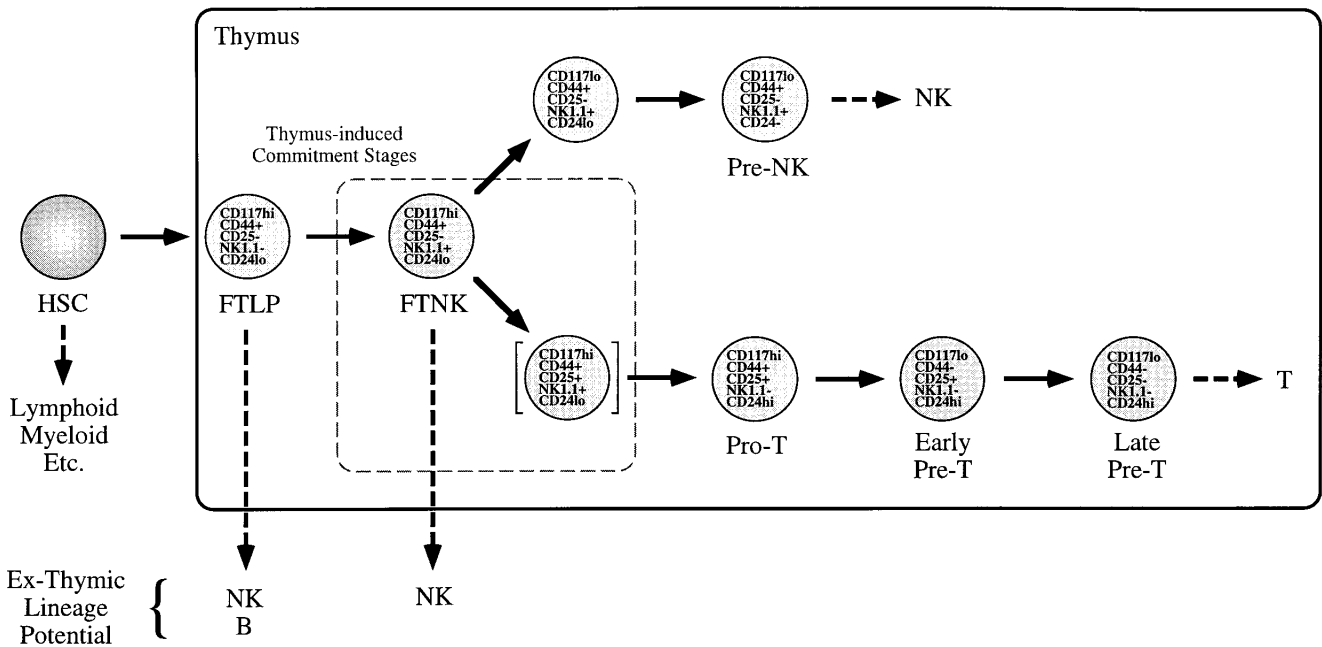 Thymus
CD117lo
CD44+
CD25-
NK1.1+
CD24lo
CD117lo
CD44+
CD25-
NK1.1+
CD24-
NK
Pre-NK
Thymus-induced
Commitment Stages
HSC
CD117hi
CD44+
CD25-
NK1.1-
CD24lo
FTLP
CD117hi
CD44+
CD25-
NK1.1+
CD24lo
FTNK
Lymphoid
Myeloid
Etc.
CD117hi
CD44+
CD25+
NK1.1+
CD24lo
CD117hi
CD44+
CD25+
NK1.1-
CD24hi
Pro-T
CD117lo
CD44-
CD25+
NK1.1-
CD24hi
Early
Pre-T
CD117lo
CD44-
CD25-
NK1.1-
CD24hi
Late
Pre-T
T
Ex-Thymic
Lineage
Potential
NK
B
NK